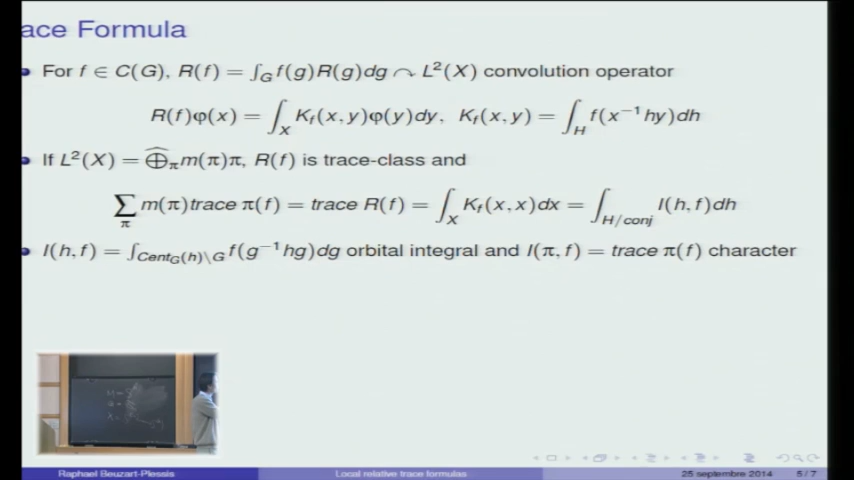 ace Formula
For f ∈ C(G), R(f) = ∫_G f(g)R(g)dg ↷ L²(X) convolution operator
R(f)φ(x) = ∫_X K_f(x, y)φ(y)dy, K_f(x, y) = ∫_H f(x⁻¹hy)dh
If L²(X) = ⊕̂_π m(π)π, R(f) is trace-class and
∑_π m(π)trace π(f) = trace R(f) = ∫_X K_f(x, x)dx = ∫_{H/conj} I(h, f)dh
I(h, f) = ∫_{Cent_G(h)\G} f(g⁻¹hg)dg orbital integral and I(π, f) = trace π(f) character
Raphael Beuzart-Plessis Local relative trace formulas 25 septembre 2014 5 / 7